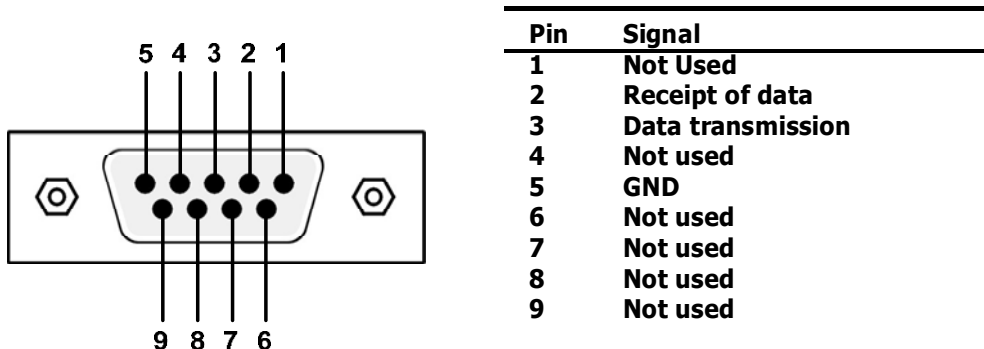 5 4 3 2 1
9 8 7 6
Pin Signal
1 Not Used
2 Receipt of data
3 Data transmission
4 Not used
5 GND
6 Not used
7 Not used
8 Not used
9 Not used